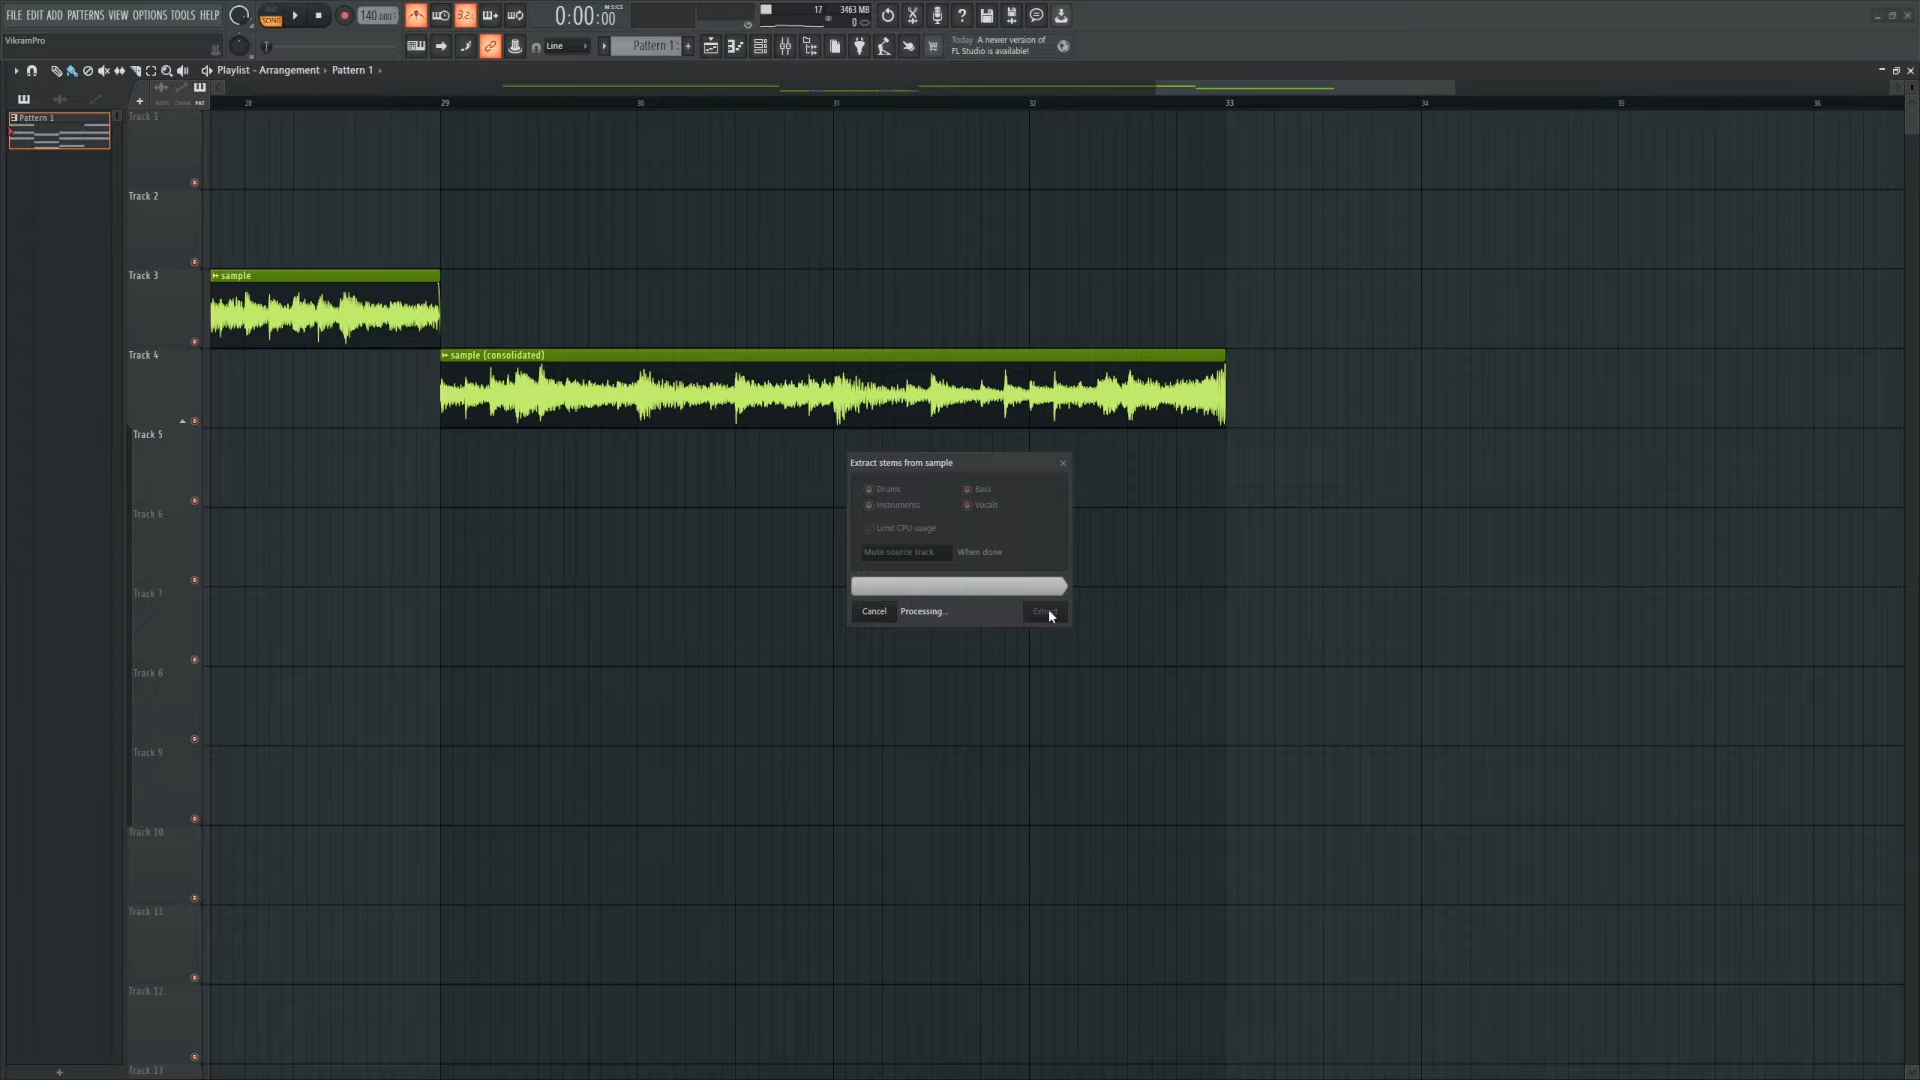 FILE EDIT ADD PATTERNS VIEW OPTIONS TOOLS HELP
SONG
140.000
3.2.1
0:00:00
M:S:CS
17
3463 MB
0
VikramPro
Line
Pattern 1
Today A newer version of
FL Studio is available!
Playlist - Arrangement › Pattern 1 ›
28
29
30
31
32
33
34
35
36
Pattern 1
Track 1
Track 2
Track 3
sample
Track 4
sample (consolidated)
Track 5
Track 6
Track 7
Track 8
Track 9
Track 10
Track 11
Track 12
Track 13
Extract stems from sample
Drums
Bass
Instruments
Vocals
Limit CPU usage
Mute source track
When done
Cancel
Processing...